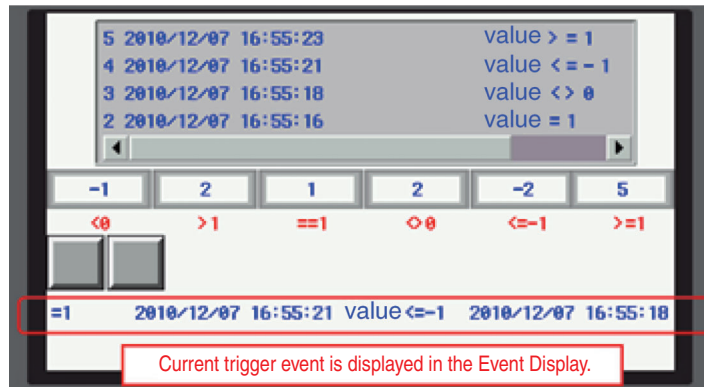 5 2010/12/07 16:55:23 value > = 1
4 2010/12/07 16:55:21 value < = - 1
3 2010/12/07 16:55:18 value <> 0
2 2010/12/07 16:55:16 value = 1
-1 2 1 2 -2 5
<0 >1 ==1 <>0 <=-1 >=1
=1 2010/12/07 16:55:21 value <=-1 2010/12/07 16:55:18
Current trigger event is displayed in the Event Display.